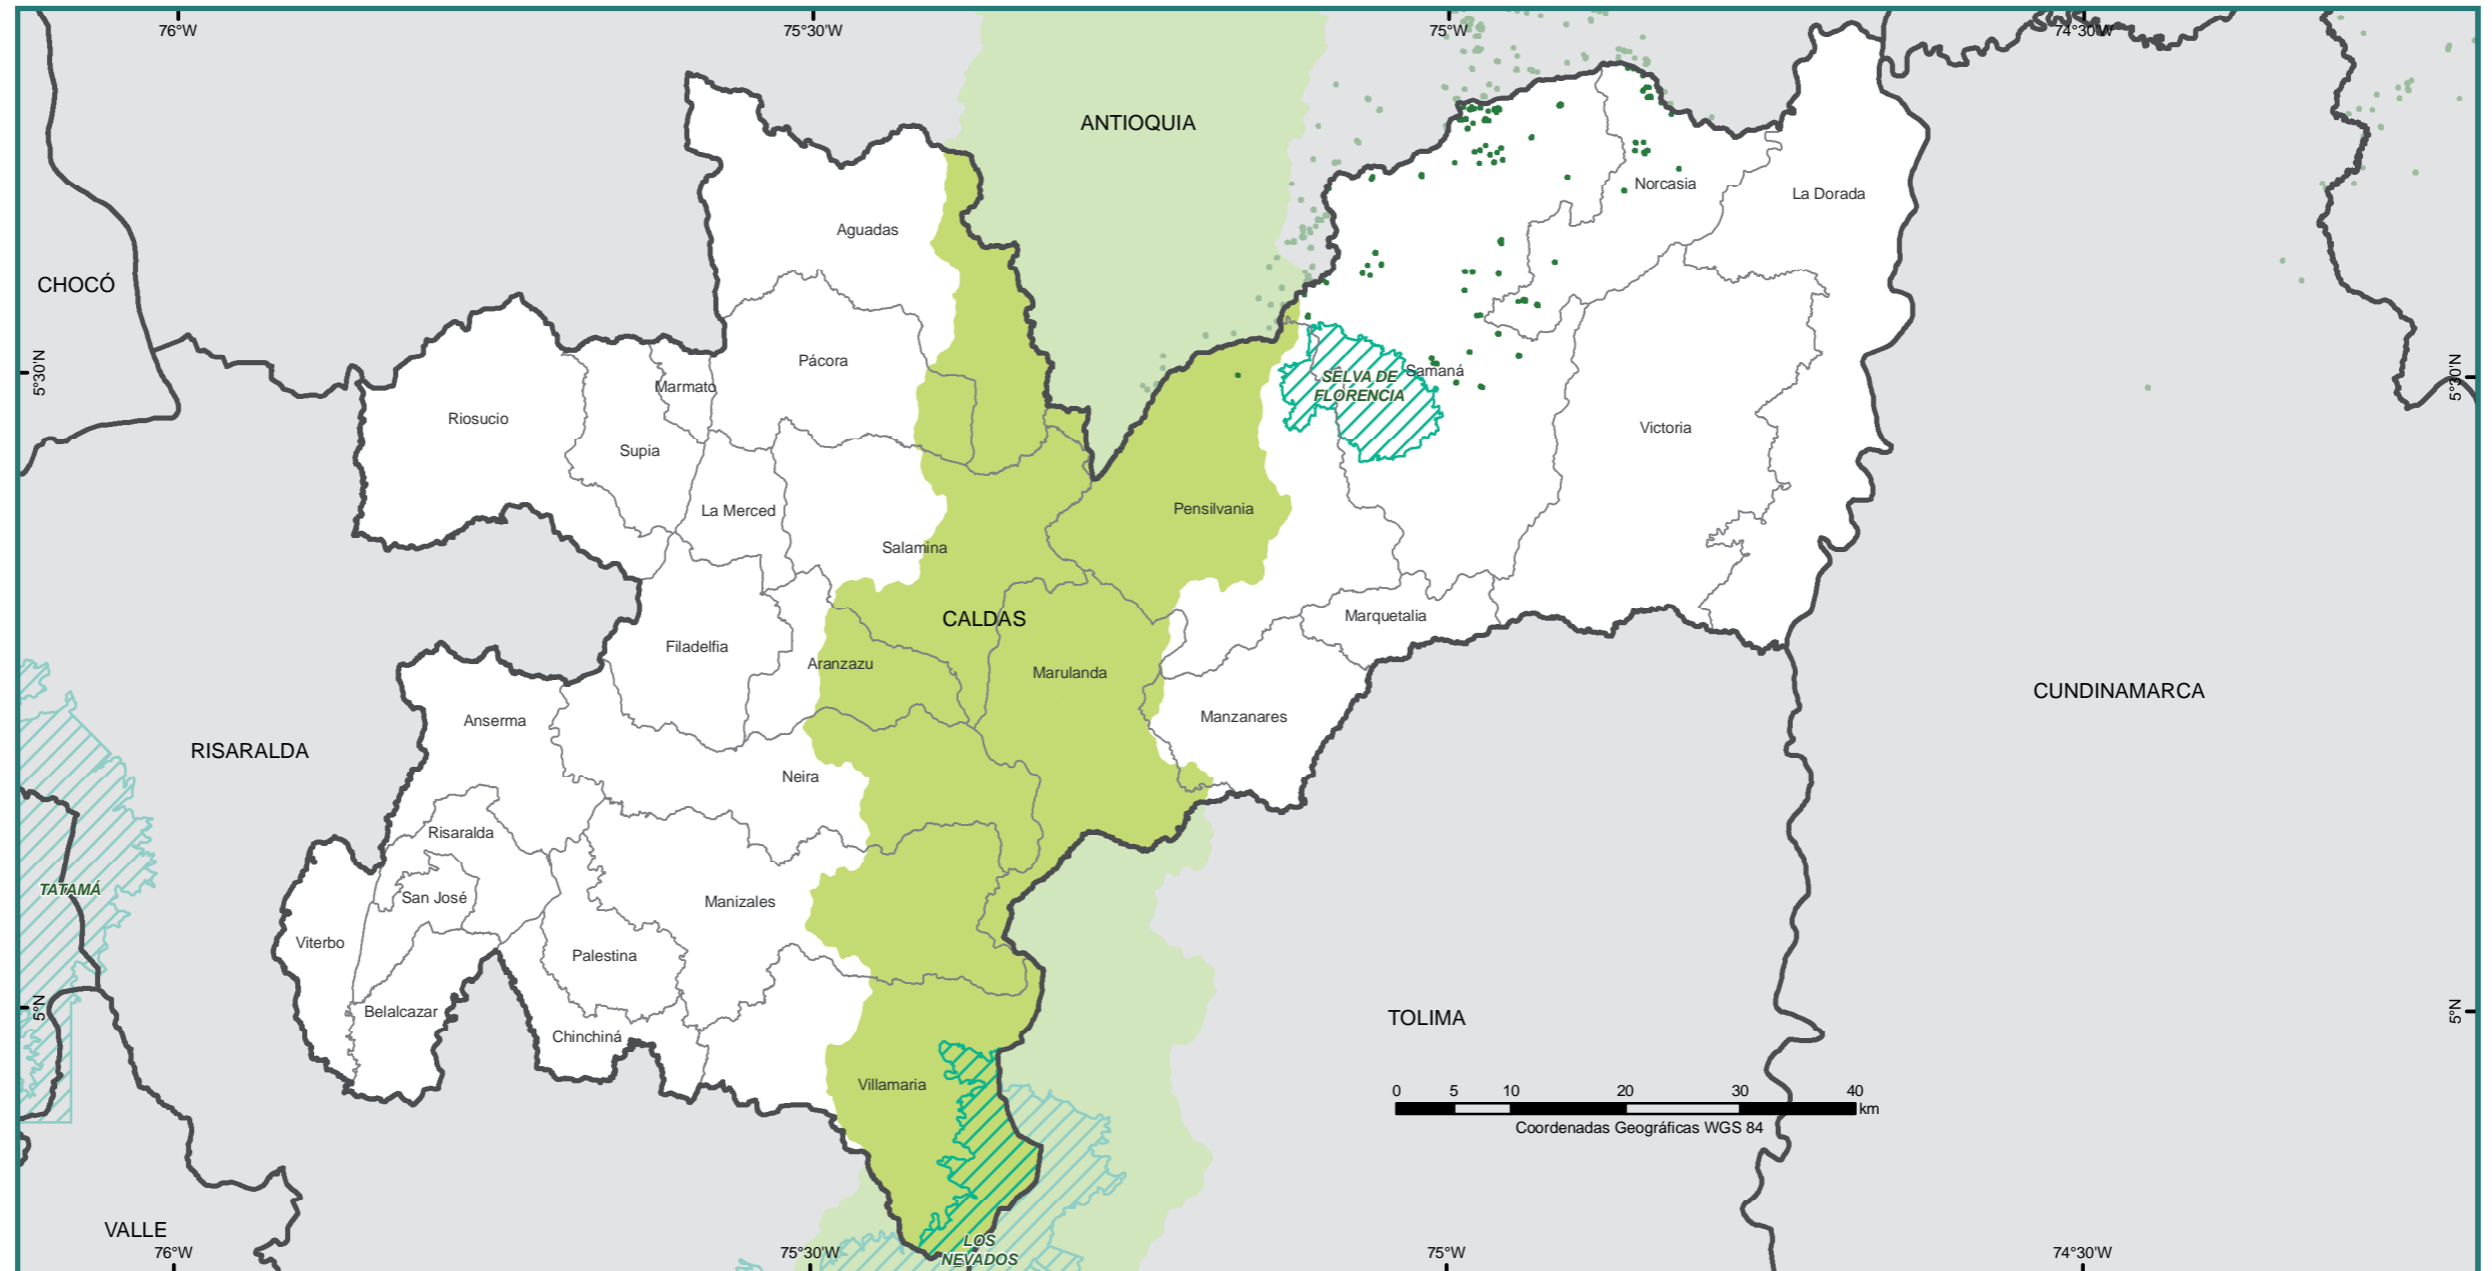 76°W
75°30'W
75°W
74°30'W
ANTIOQUIA
Norcasia
La Dorada
Aguadas
CHOCÓ
5°30'N
5°30'N
Pácora
Marmato
SELVA DE
FLORENCIA
Samaná
Riosucio
Supia
Victoria
La Merced
Pensilvania
Salamina
CALDAS
Marquetalia
Filadelfia
Aranzazu
Marulanda
CUNDINAMARCA
Anserma
Manzanares
RISARALDA
Neira
Risaralda
TATAMÁ
San José
Manizales
Viterbo
Palestina
Belalcazar
5°N
5°N
TOLIMA
Chinchiná
Villamaria
0 5 10 20 30 40
km
Coordenadas Geográficas WGS 84
VALLE
LOS
NEVADOS
76°W
75°30'W
75°W
74°30'W